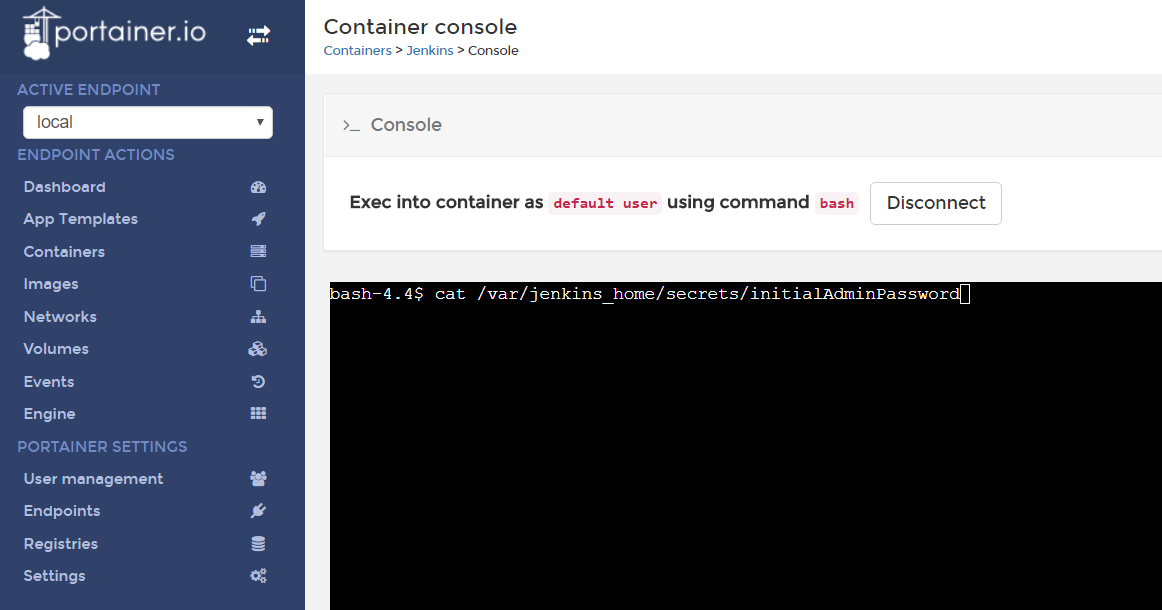 portainer.io
ACTIVE ENDPOINT
local
ENDPOINT ACTIONS
Dashboard
App Templates
Containers
Images
Networks
Volumes
Events
Engine
PORTAINER SETTINGS
User management
Endpoints
Registries
Settings
Container console
Containers > Jenkins > Console
>_ Console
Exec into container as default user using command bash Disconnect
bash-4.4$ cat /var/jenkins_home/secrets/initialAdminPassword